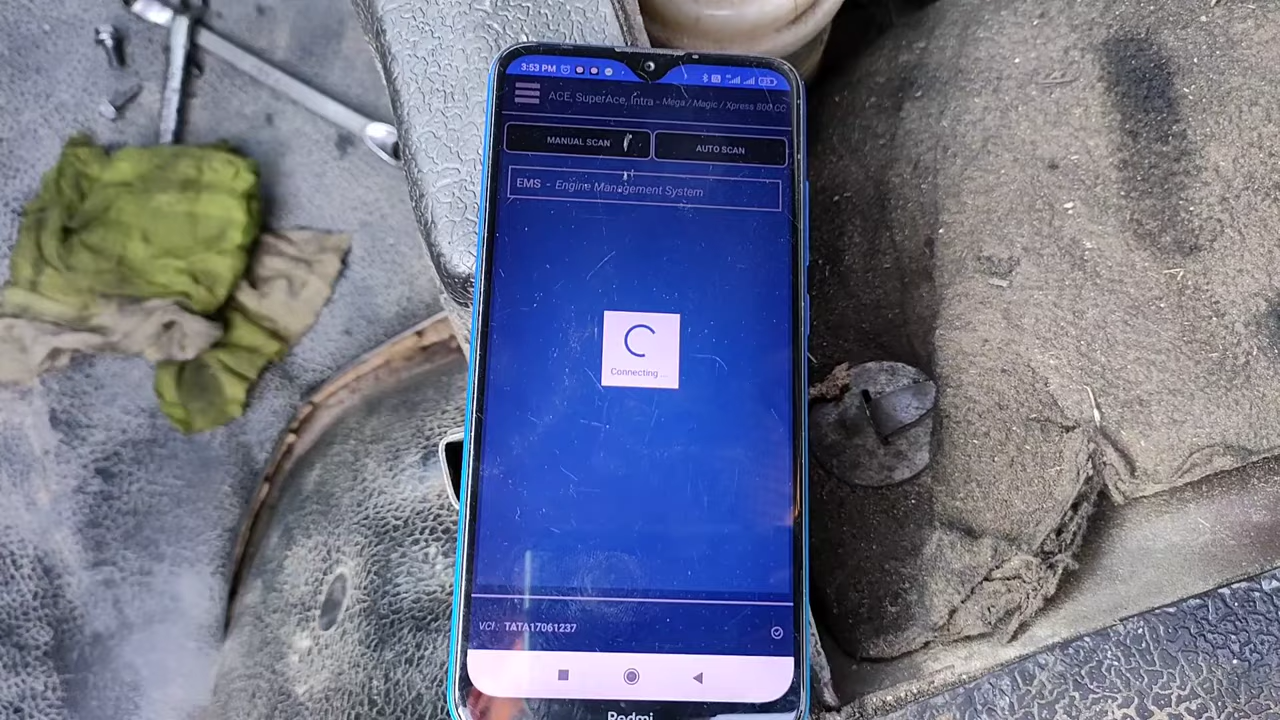 3:53 PM
ACE, SuperAce, Intra - Mega / Magic / Xpress 800 CC
MANUAL SCAN
AUTO SCAN
EMS - Engine Management System
Connecting ...
VCI : TATA17061237
Redmi